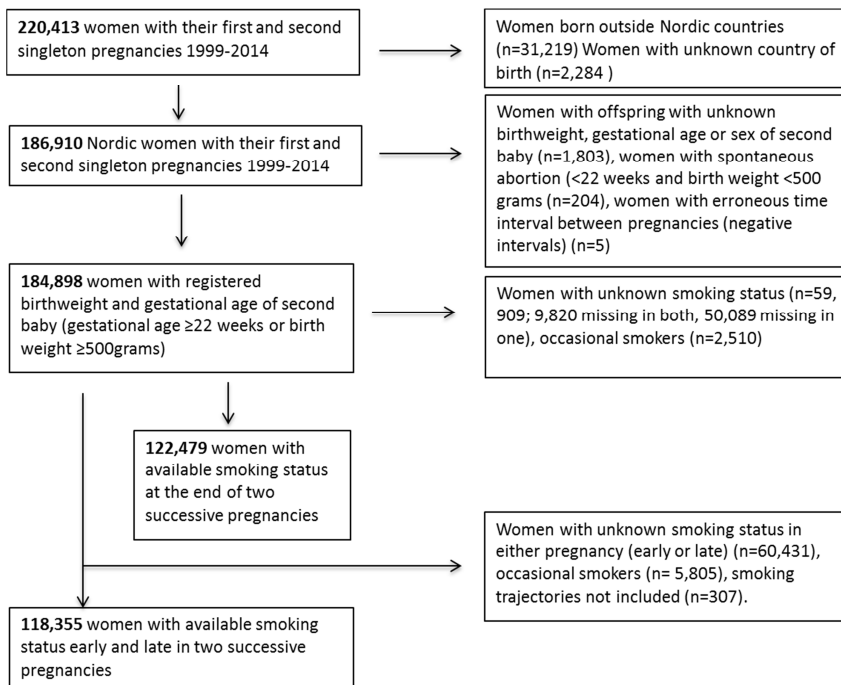 220,413 women with their first and second
singleton pregnancies 1999-2014
Women born outside Nordic countries
(n=31,219) Women with unknown country of
birth (n=2,284 )
186,910 Nordic women with their first and
second singleton pregnancies 1999-2014
Women with offspring with unknown
birthweight, gestational age or sex of second
baby (n=1,803), women with spontaneous
abortion (<22 weeks and birth weight <500
grams (n=204), women with erroneous time
interval between pregnancies (negative
intervals) (n=5)
184,898 women with registered
birthweight and gestational age of second
baby (gestational age ≥22 weeks or birth
weight ≥500grams)
Women with unknown smoking status (n=59,
909; 9,820 missing in both, 50,089 missing in
one), occasional smokers (n=2,510)
122,479 women with
available smoking status
at the end of two
successive pregnancies
Women with unknown smoking status in
either pregnancy (early or late) (n=60,431),
occasional smokers (n= 5,805), smoking
trajectories not included (n=307).
118,355 women with available smoking
status early and late in two successive
pregnancies